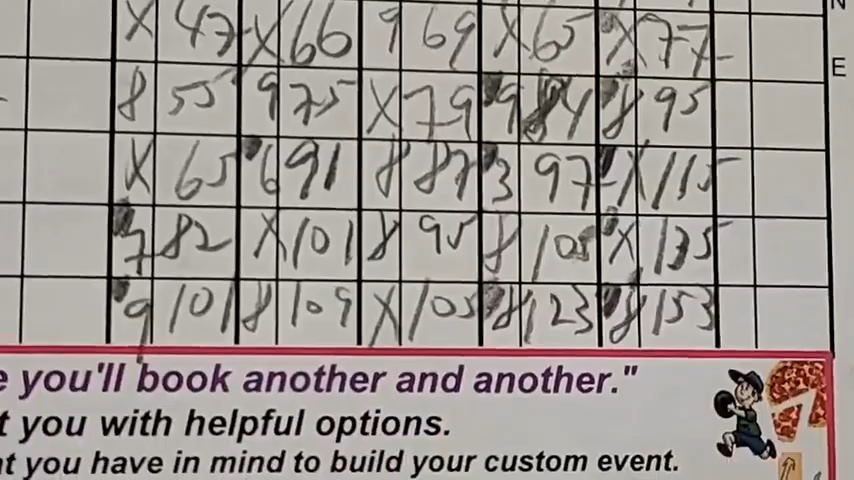 X 47 X 66 9 69 X 65 X 77
8 55 9 75 X 79 9 84 8 95
X 65 6 91 8 87 3 97 X 115
7 82 X 101 8 95 8 105 X 135
9 101 8 109 X 105 8 123 8 153
N
E
you'll book another and another."
you with helpful options.
you have in mind to build your custom event.